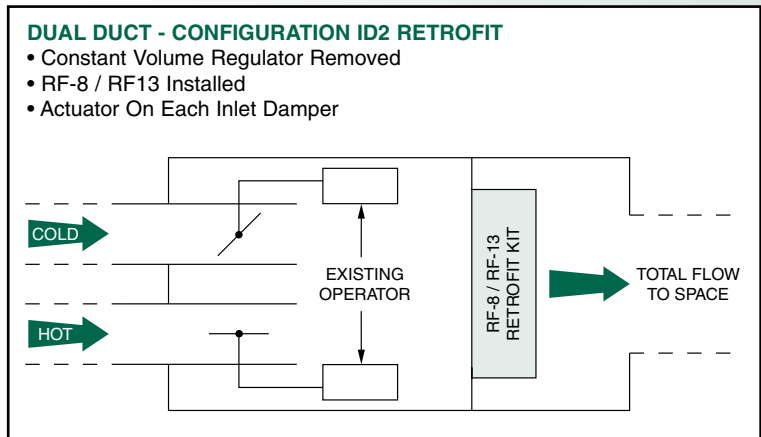 DUAL DUCT - CONFIGURATION ID2 RETROFIT
• Constant Volume Regulator Removed
• RF-8 / RF13 Installed
• Actuator On Each Inlet Damper
COLD
HOT
EXISTING
OPERATOR
RF-8 / RF-13
RETROFIT KIT
TOTAL FLOW
TO SPACE